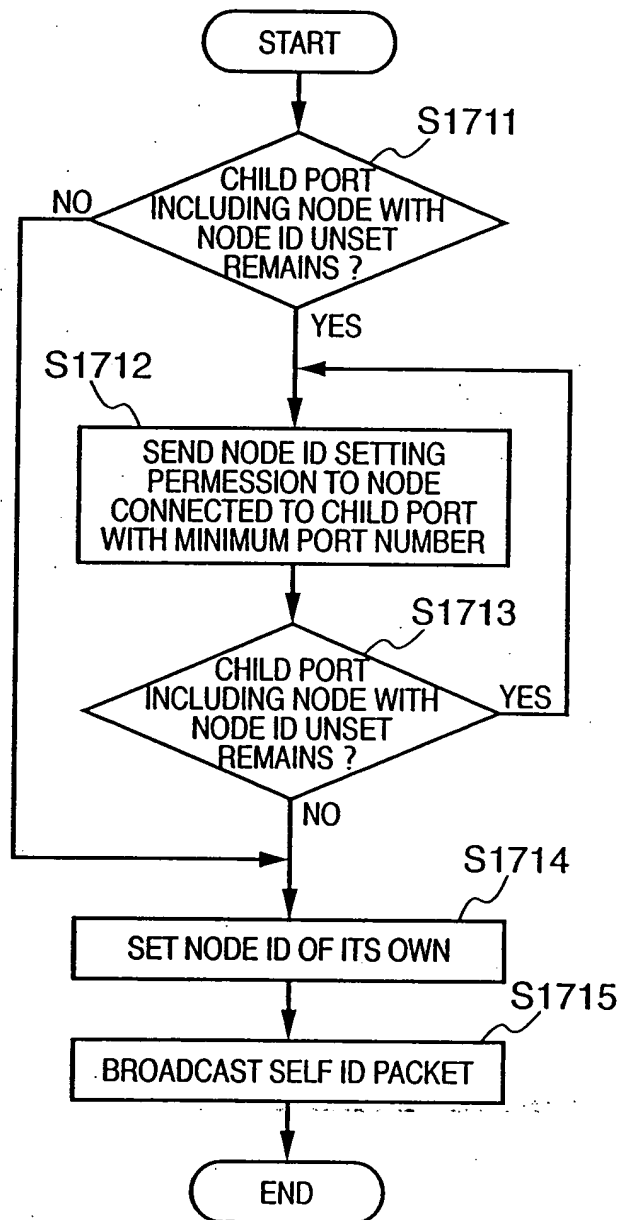 START
S1711
CHILD PORT
INCLUDING NODE WITH
NODE ID UNSET
REMAINS ?
NO
YES
S1712
SEND NODE ID SETTING
PERMESSION TO NODE
CONNECTED TO CHILD PORT
WITH MINIMUM PORT NUMBER
S1713
CHILD PORT
INCLUDING NODE WITH
NODE ID UNSET
REMAINS ?
YES
NO
S1714
SET NODE ID OF ITS OWN
S1715
BROADCAST SELF ID PACKET
END